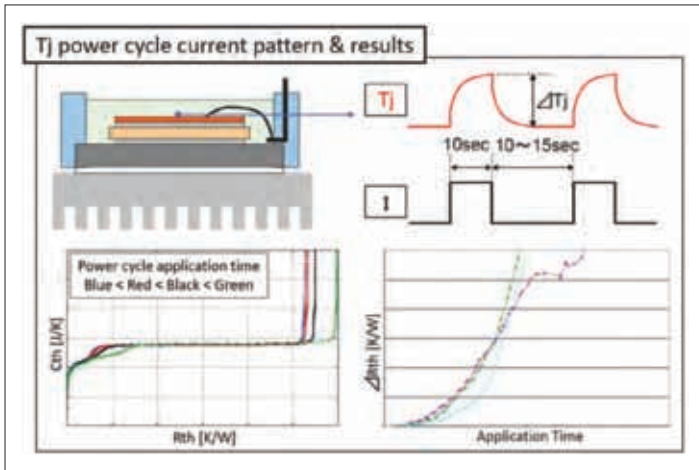 Tj power cycle current pattern & results
Tj
⊿Tj
10sec
10~15sec
I
Power cycle application time
Blue < Red < Black < Green
Cth [J/K]
Rth [K/W]
⊿Rth [K/W]
Application Time